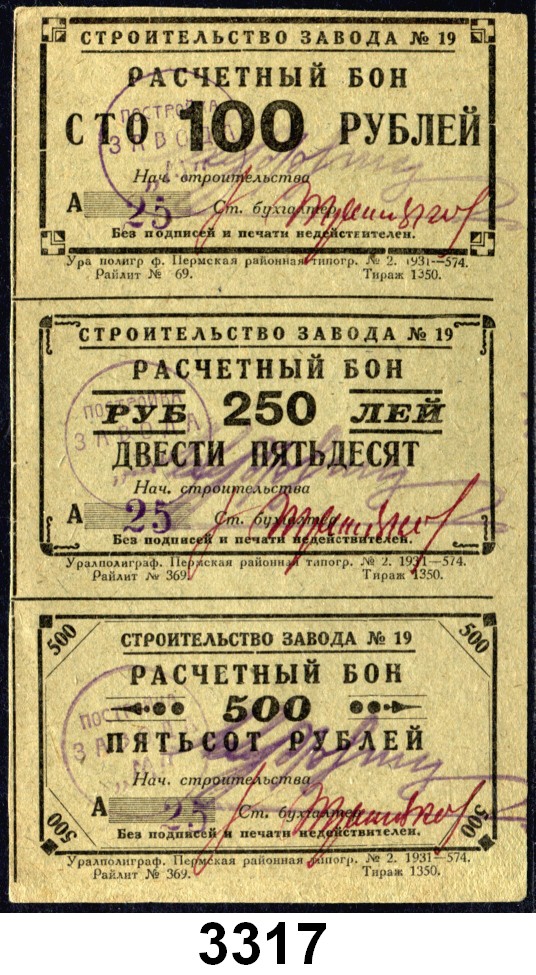 СТРОИТЕЛЬСТВО ЗАВОДА № 19
РАСЧЕТНЫЙ БОН
СТО 100 РУБЛЕЙ
ПОСТРОЙКА
ЗАВОДА
Нач. строительства
А 25 Ст. бухгалтер
Без подписей и печати недействителен.
Ура полигр ф. Пермская районная типогр. № 2. 1931—574.
Райлит № 69. Тираж 1350.
СТРОИТЕЛЬСТВО ЗАВОДА № 19
РАСЧЕТНЫЙ БОН
РУБ 250 ЛЕЙ
ПОСТРОЙКА
ЗАВОДА
ДВЕСТИ ПЯТЬДЕСЯТ
Нач. строительства
А 25 Ст. бухгалтер
Без подписей и печати недействителен.
Уралполиграф. Пермская районная типогр. № 2. 1931—574.
Райлит № 369. Тираж 1350.
500 500
СТРОИТЕЛЬСТВО ЗАВОДА № 19
РАСЧЕТНЫЙ БОН
500
ПЯТЬСОТ РУБЛЕЙ
Нач. строительства
А 25 Ст. бухгалтер
Без подписей и печати недействителен.
500 500
Уралполиграф. Пермская районная типогр. № 2. 1931—574.
Райлит № 369. Тираж 1350.
3317